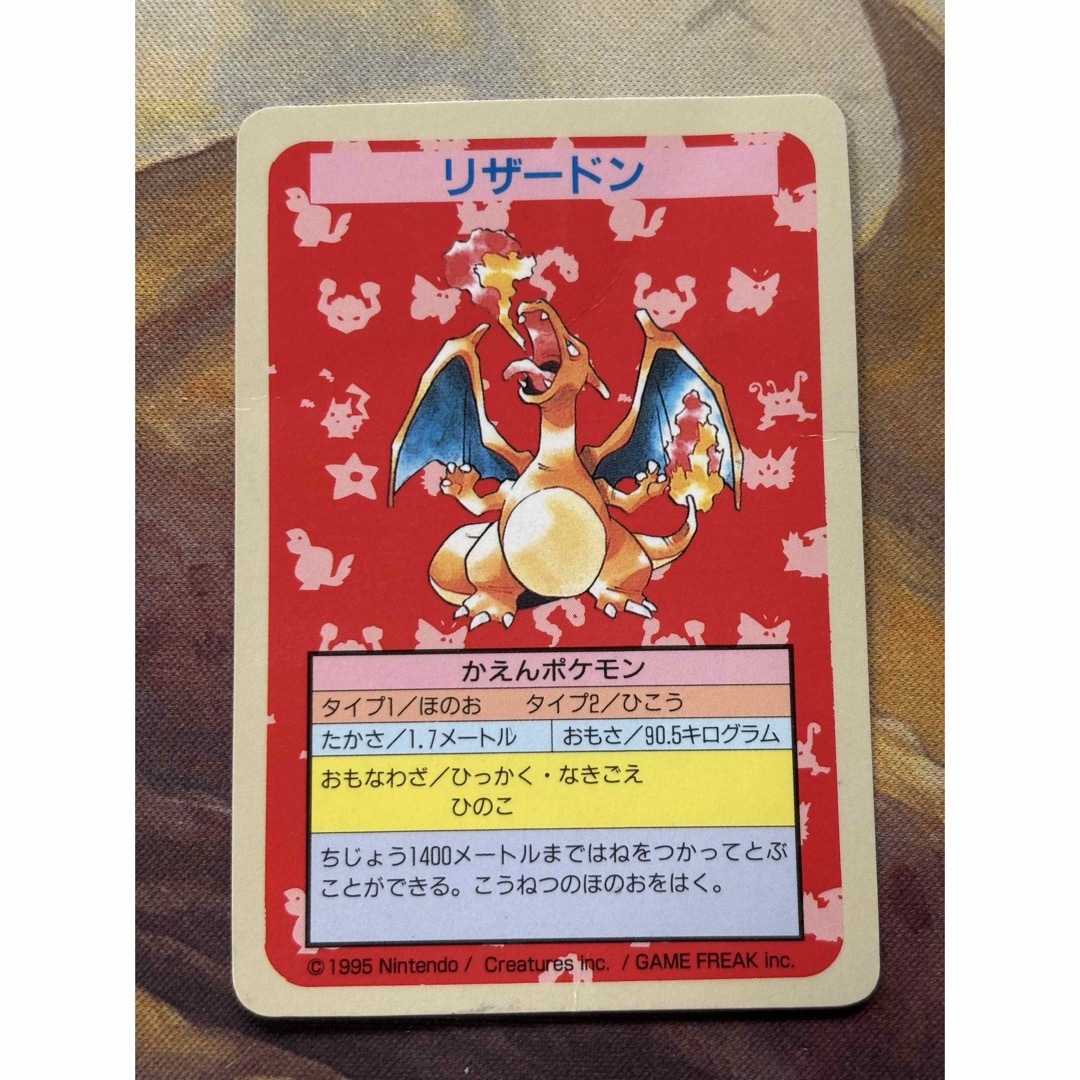 リザードン
かえんポケモン
タイプ1／ほのお　タイプ2／ひこう
たかさ／1.7メートル　おもさ／90.5キログラム
おもなわざ／ひっかく・なきごえ
ひのこ
ちじょう1400メートルまではねをつかってとぶ
ことができる。こうねつのほのおをはく。
©1995 Nintendo / Creatures inc. / GAME FREAK inc.